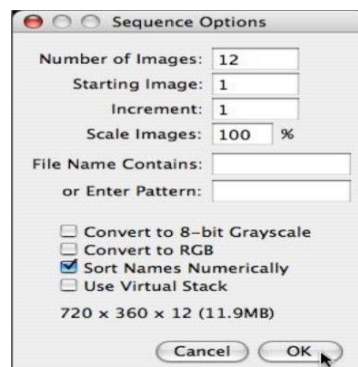 Sequence Options
Number of Images: 12
Starting Image: 1
Increment: 1
Scale Images: 100 %
File Name Contains:
or Enter Pattern:
Convert to 8-bit Grayscale
Convert to RGB
Sort Names Numerically
Use Virtual Stack
720 x 360 x 12 (11.9MB)
Cancel OK